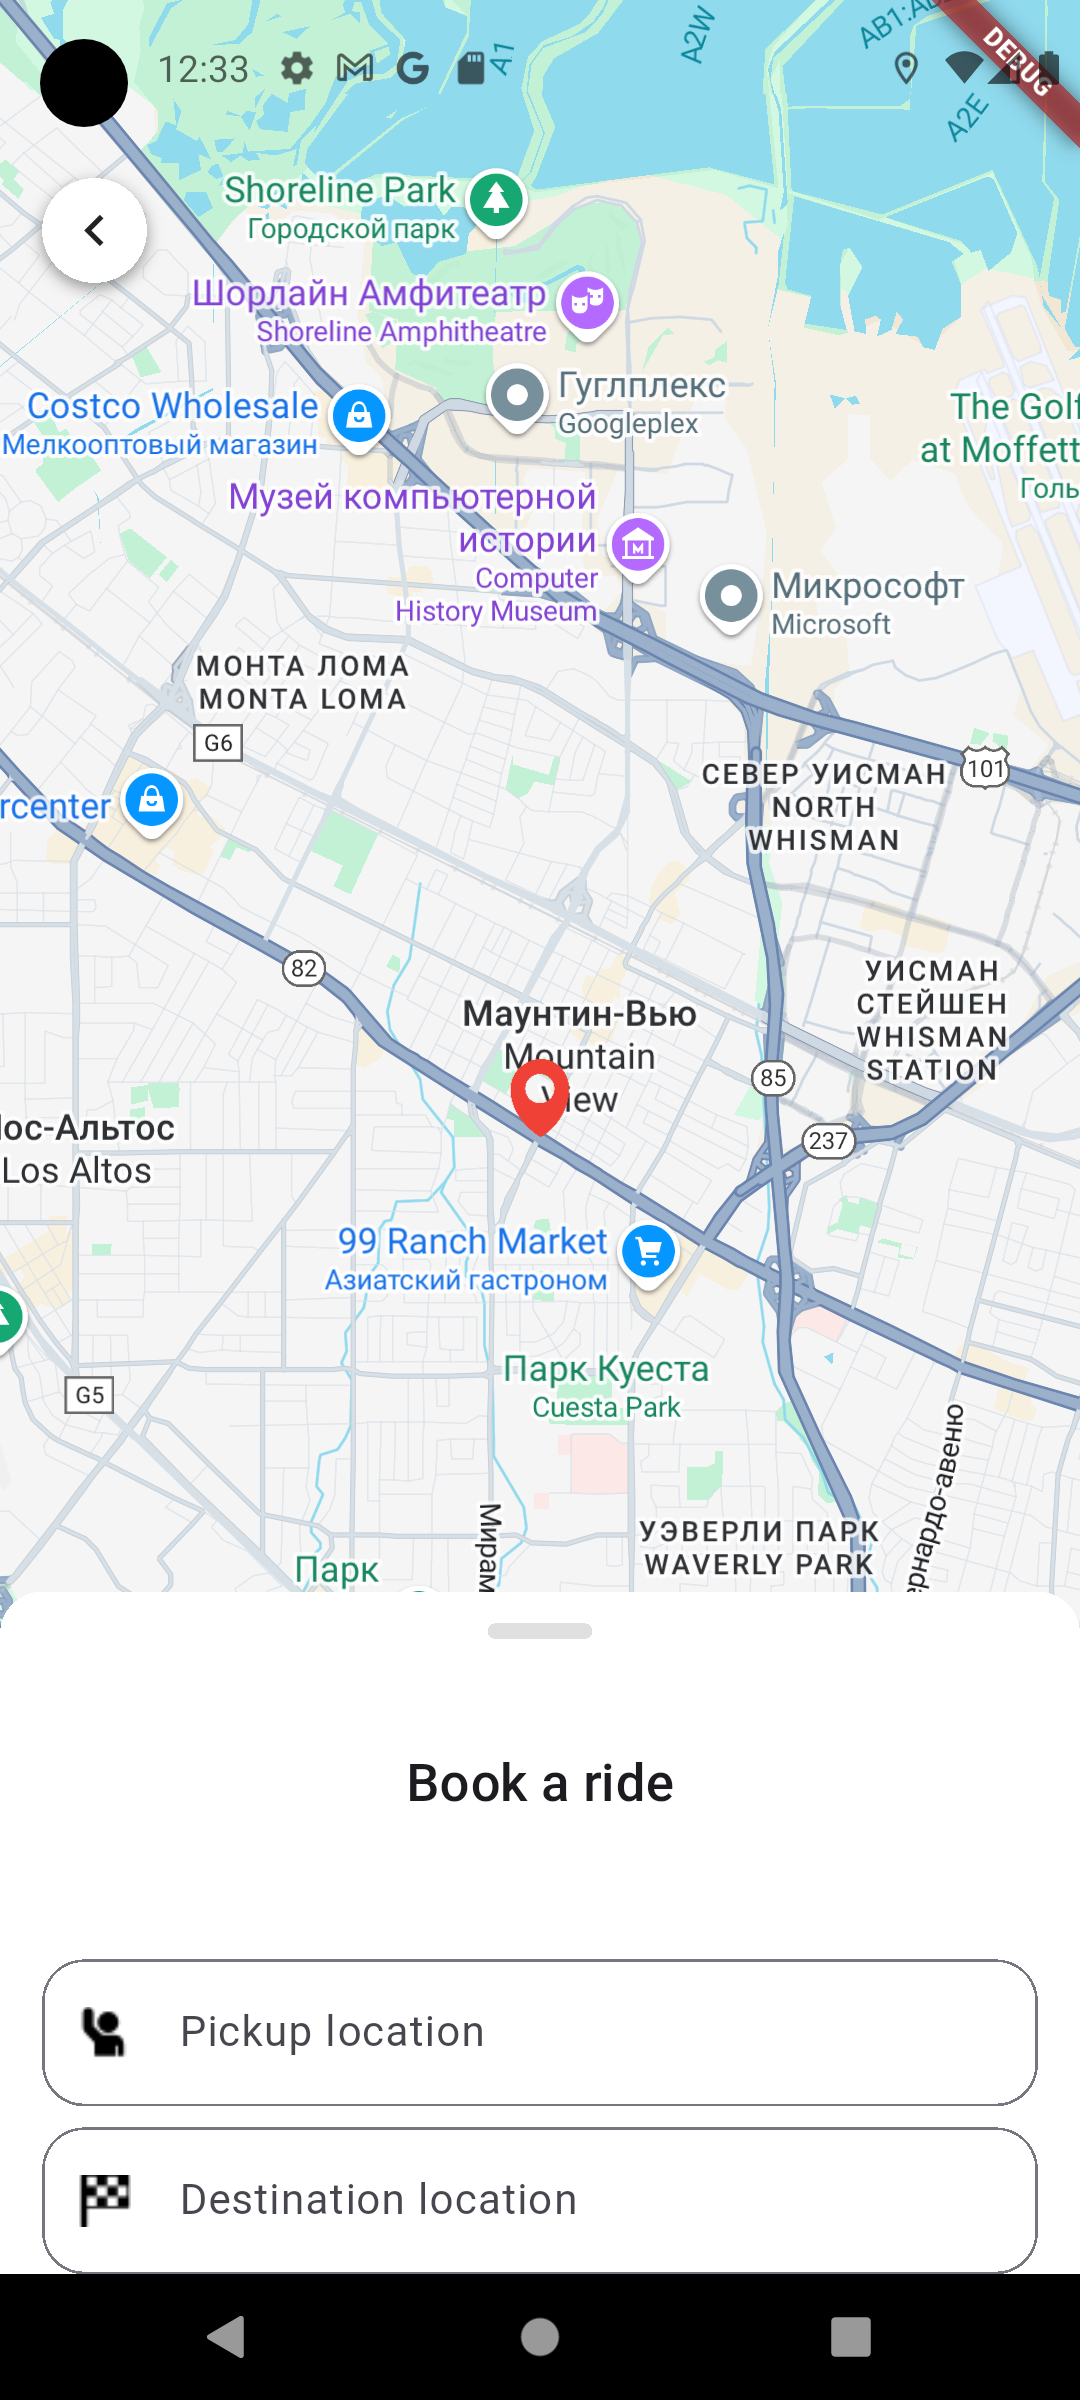 12:33
A1
A2W
A2E
DEBUG
Shoreline Park
Городской парк
Шорлайн Амфитеатр
Shoreline Amphitheatre
Гуглплекс
Googleplex
Costco Wholesale
Мелкооптовый магазин
The Golf
at Moffett
Голь
Музей компьютерной
истории
Computer
History Museum
Микрософт
Microsoft
МОНТА ЛОМА
MONTA LOMA
G6
101
СЕВЕР УИСМАН
NORTH
WHISMAN
rcenter
82
УИСМАН
СТЕЙШЕН
WHISMAN
STATION
Маунтин-Вью
Mountain
View
85
237
Лос-Альтос
Los Altos
99 Ranch Market
Азиатский гастроном
Парк Куеста
Cuesta Park
G5
ернардо-авеню
Мирам
УЭВЕРЛИ ПАРК
WAVERLY PARK
Парк
Book a ride
Pickup location
Destination location